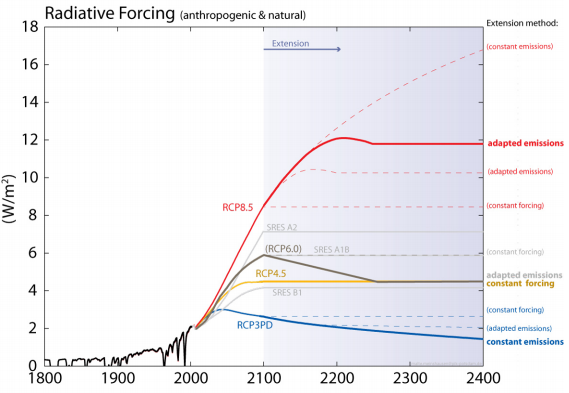 Radiative Forcing (anthropogenic & natural)
Extension method:
18
Extension
16
(constant emissions)
14
12
adapted emissions
10
(adapted emissions)
(W/m²)
8
RCP8.5
(constant forcing)
SRES A2
6
(RCP6.0)
SRES A1B
(constant forcing)
RCP4.5
adapted emissions
constant forcing
4
SRES B1
(constant forcing)
2
RCP3PD
(adapted emissions)
constant emissions
0
1800 1900 2000 2100 2200 2300 2400